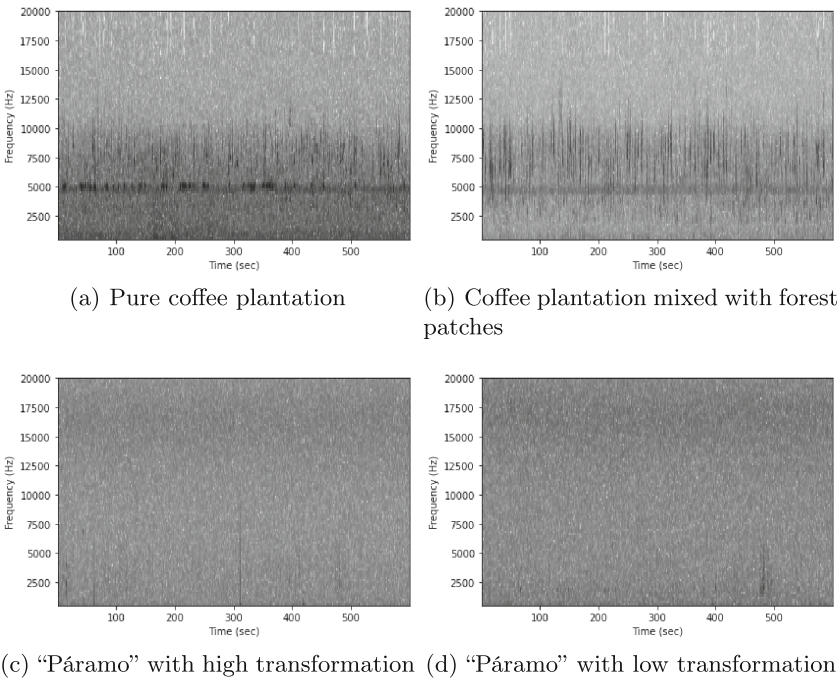 20000
17500
15000
12500
10000
7500
5000
2500
Frequency (Hz)
100 200 300 400 500
Time (sec)
(a) Pure coffee plantation
20000
17500
15000
12500
10000
7500
5000
2500
Frequency (Hz)
100 200 300 400 500
Time (sec)
(b) Coffee plantation mixed with forest
patches
20000
17500
15000
12500
10000
7500
5000
2500
Frequency (Hz)
100 200 300 400 500
Time (sec)
(c) “Páramo” with high transformation
20000
17500
15000
12500
10000
7500
5000
2500
Frequency (Hz)
100 200 300 400 500
Time (sec)
(d) “Páramo” with low transformation